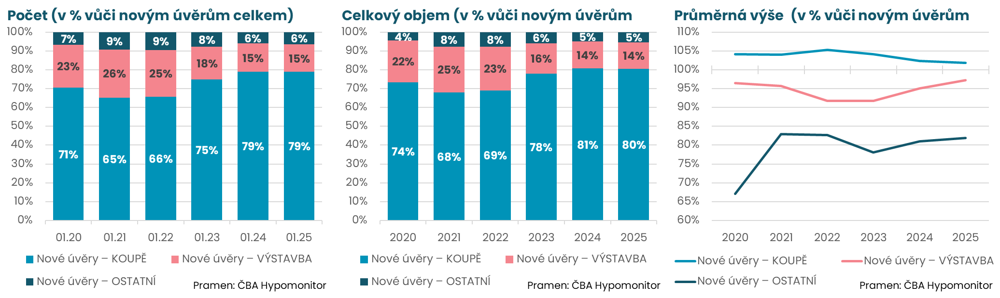 Počet (v % vůči novým úvěrům celkem)
100%
90%
80%
70%
60%
50%
40%
30%
20%
10%
0%
7% 9% 9% 8% 6% 6%
23% 26% 25% 18% 15% 15%
71% 65% 66% 75% 79% 79%
01.20 01.21 01.22 01.23 01.24 01.25
Nové úvěry – KOUPĚ Nové úvěry – VÝSTAVBA
Nové úvěry – OSTATNÍ
Pramen: ČBA Hypomonitor
Celkový objem (v % vůči novým úvěrům
100%
90%
80%
70%
60%
50%
40%
30%
20%
10%
0%
4% 8% 8% 6% 5% 5%
22% 25% 23% 16% 14% 14%
74% 68% 69% 78% 81% 80%
2020 2021 2022 2023 2024 2025
Nové úvěry – KOUPĚ Nové úvěry – VÝSTAVBA
Nové úvěry – OSTATNÍ
Pramen: ČBA Hypomonitor
Průměrná výše (v % vůči novým úvěrům
110%
105%
100%
95%
90%
85%
80%
75%
70%
65%
60%
2020 2021 2022 2023 2024 2025
Nové úvěry – KOUPĚ Nové úvěry – VÝSTAVBA
Nové úvěry – OSTATNÍ
Pramen: ČBA Hypomonitor